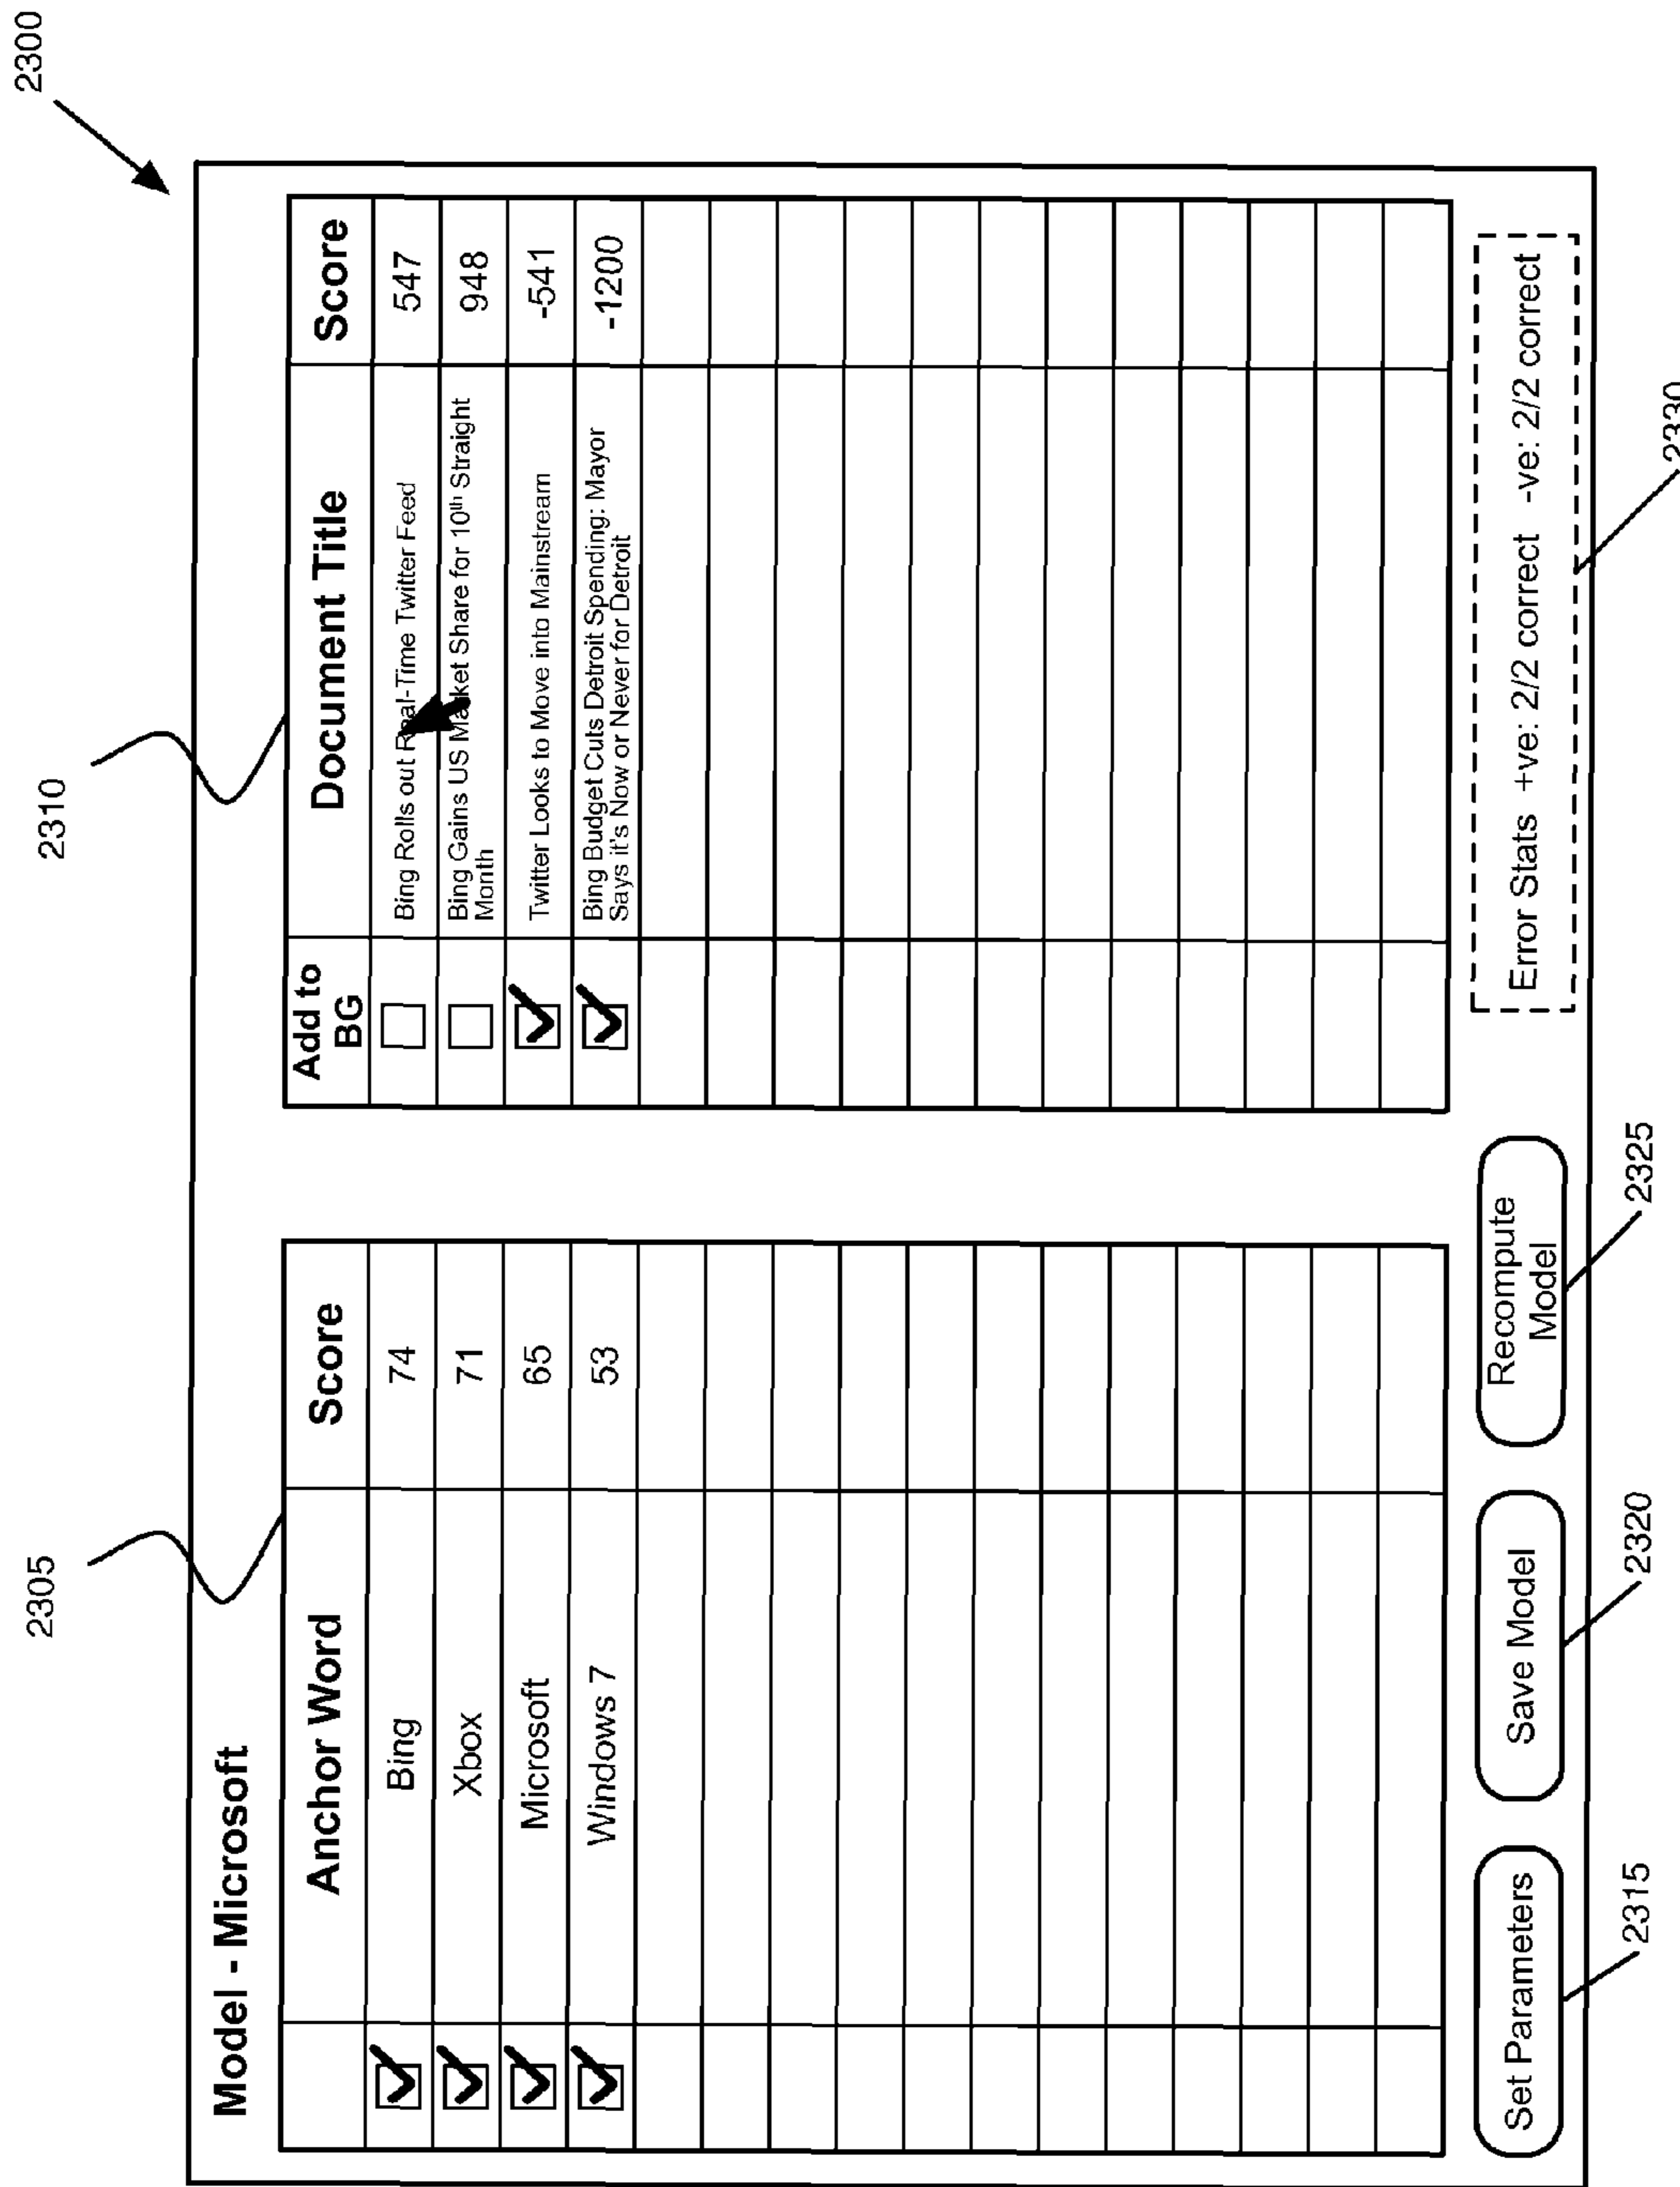 2300
2310
2305
Model - Microsoft
Anchor Word Score
Bing 74
Xbox 71
Microsoft 65
Windows 7 53
Add to
BG
Document Title Score
Bing Rolls out Real-Time Twitter Feed 547
Bing Gains US Market Share for 10th Straight
Month
948
Twitter Looks to Move into Mainstream -541
Bing Budget Cuts Detroit Spending: Mayor
Says it's Now or Never for Detroit
-1200
Set Parameters
Save Model
Recompute
Model
Error Stats +ve: 2/2 correct -ve: 2/2 correct
2315
2320
2325
2330